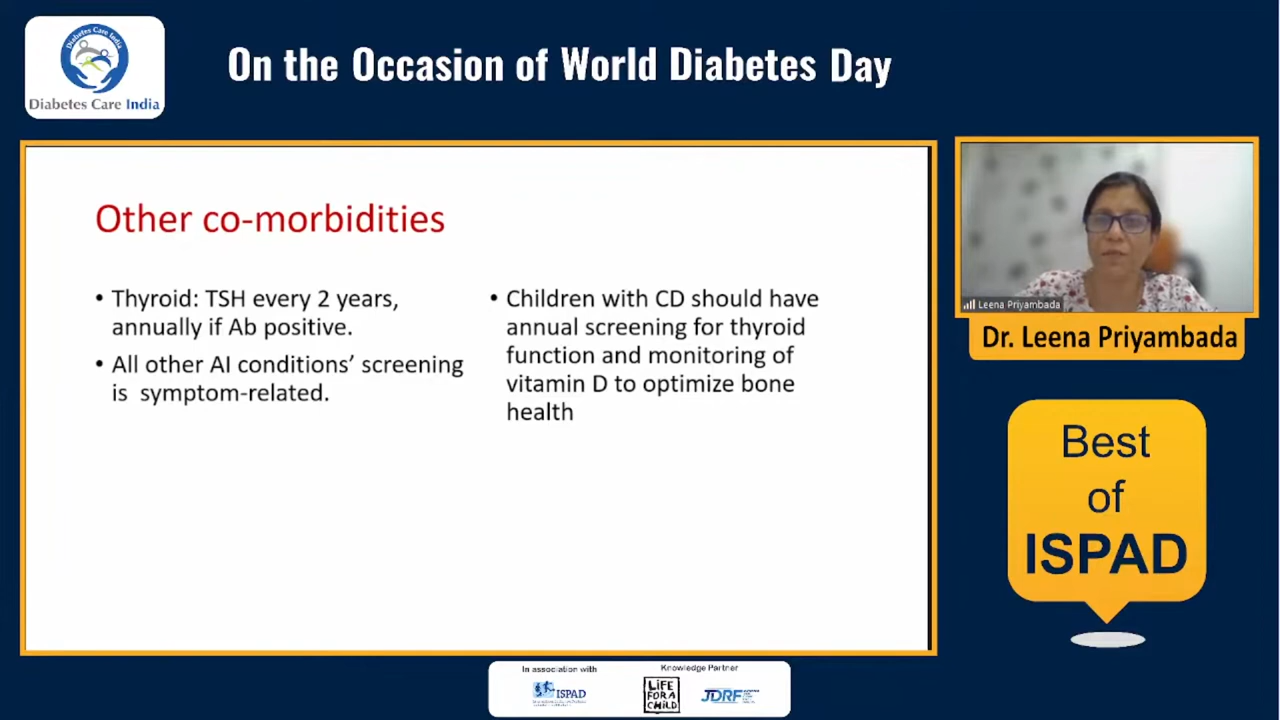 Diabetes Care India
Diabetes Care India
On the Occasion of World Diabetes Day
Other co-morbidities
• Thyroid: TSH every 2 years,
annually if Ab positive.
• All other AI conditions’ screening
is symptom-related.
• Children with CD should have
annual screening for thyroid
function and monitoring of
vitamin D to optimize bone
health
Leena Priyambada
Dr. Leena Priyambada
Best
of
ISPAD
In association with
ISPAD
Knowledge Partner
LiFE
FOR A
CHiLD
JDRF